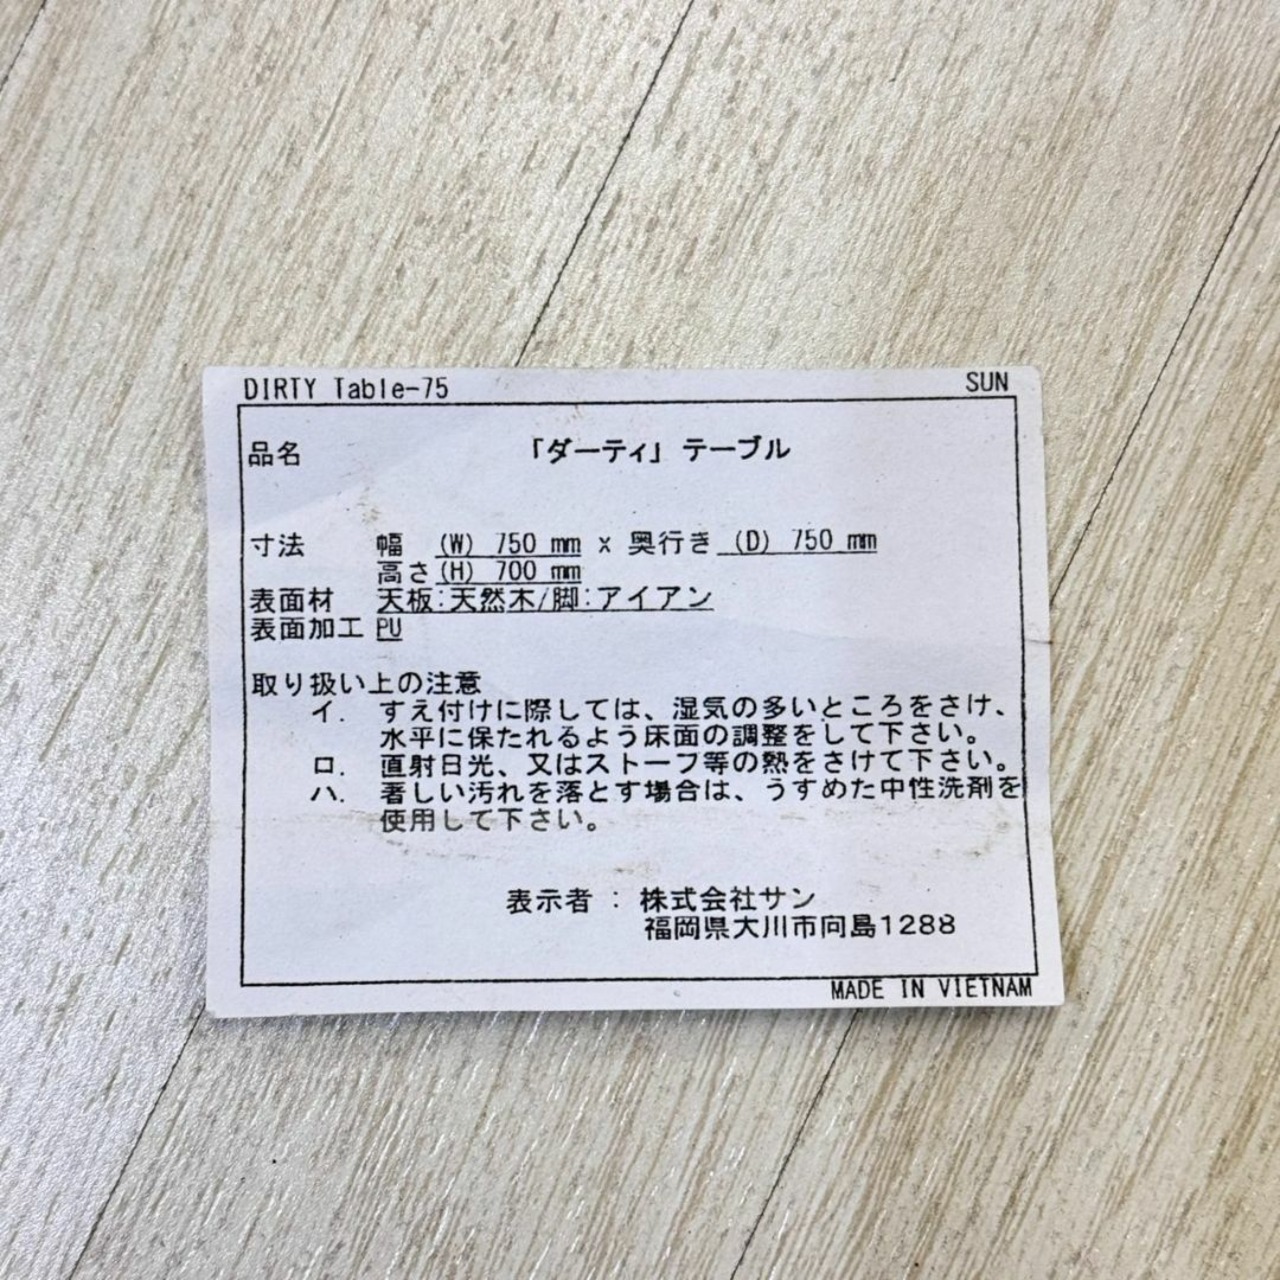 DIRTY Table-75 SUN
品名 「ダーティ」テーブル
寸法 幅 (W) 750 mm x 奥行き (D) 750 mm
高さ (H) 700 mm
表面材 天板:天然木/脚:アイアン
表面加工 PU
取り扱い上の注意
イ. すえ付けに際しては、湿気の多いところをさけ、
水平に保たれるよう床面の調整をして下さい。
ロ. 直射日光、又はストーブ等の熱をさけて下さい。
ハ. 著しい汚れを落とす場合は、うすめた中性洗剤を
使用して下さい。
表示者 : 株式会社サン
福岡県大川市向島1288
MADE IN VIETNAM